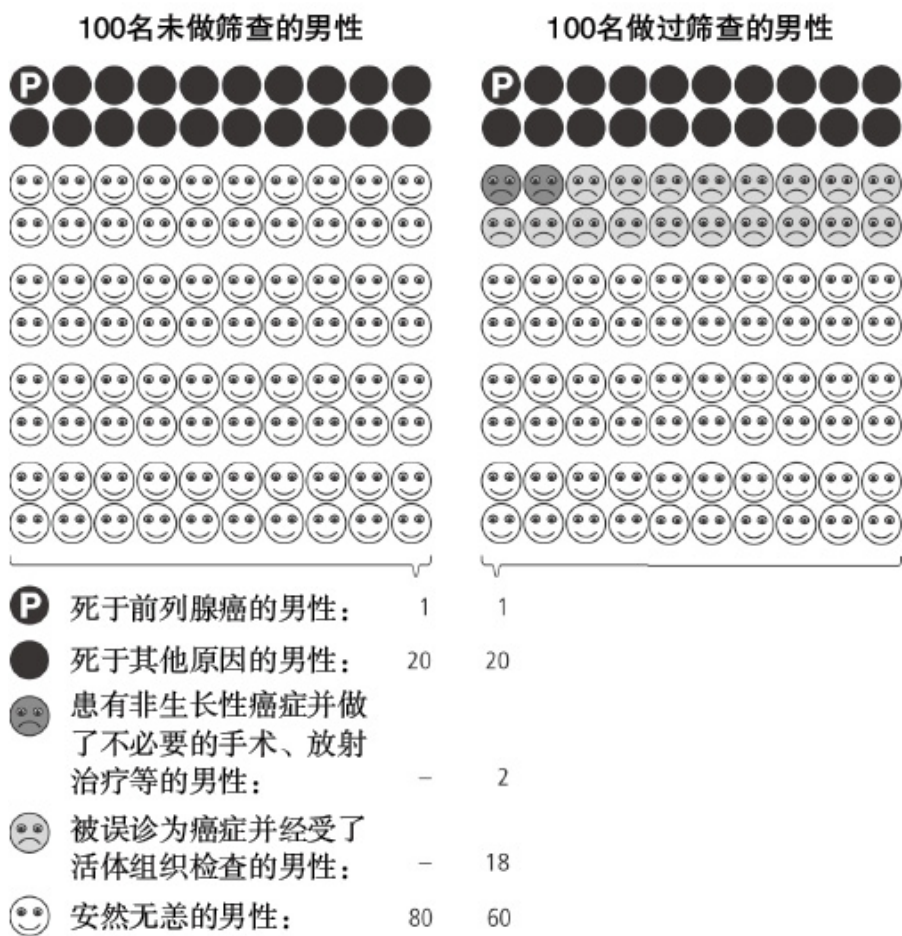 100名未做筛查的男性
100名做过筛查的男性
P
P
P 死于前列腺癌的男性: 1 1
死于其他原因的男性: 20 20
患有非生长性癌症并做
了不必要的手术、放射
治疗等的男性: – 2
被误诊为癌症并经受了
活体组织检查的男性: – 18
安然无恙的男性: 80 60